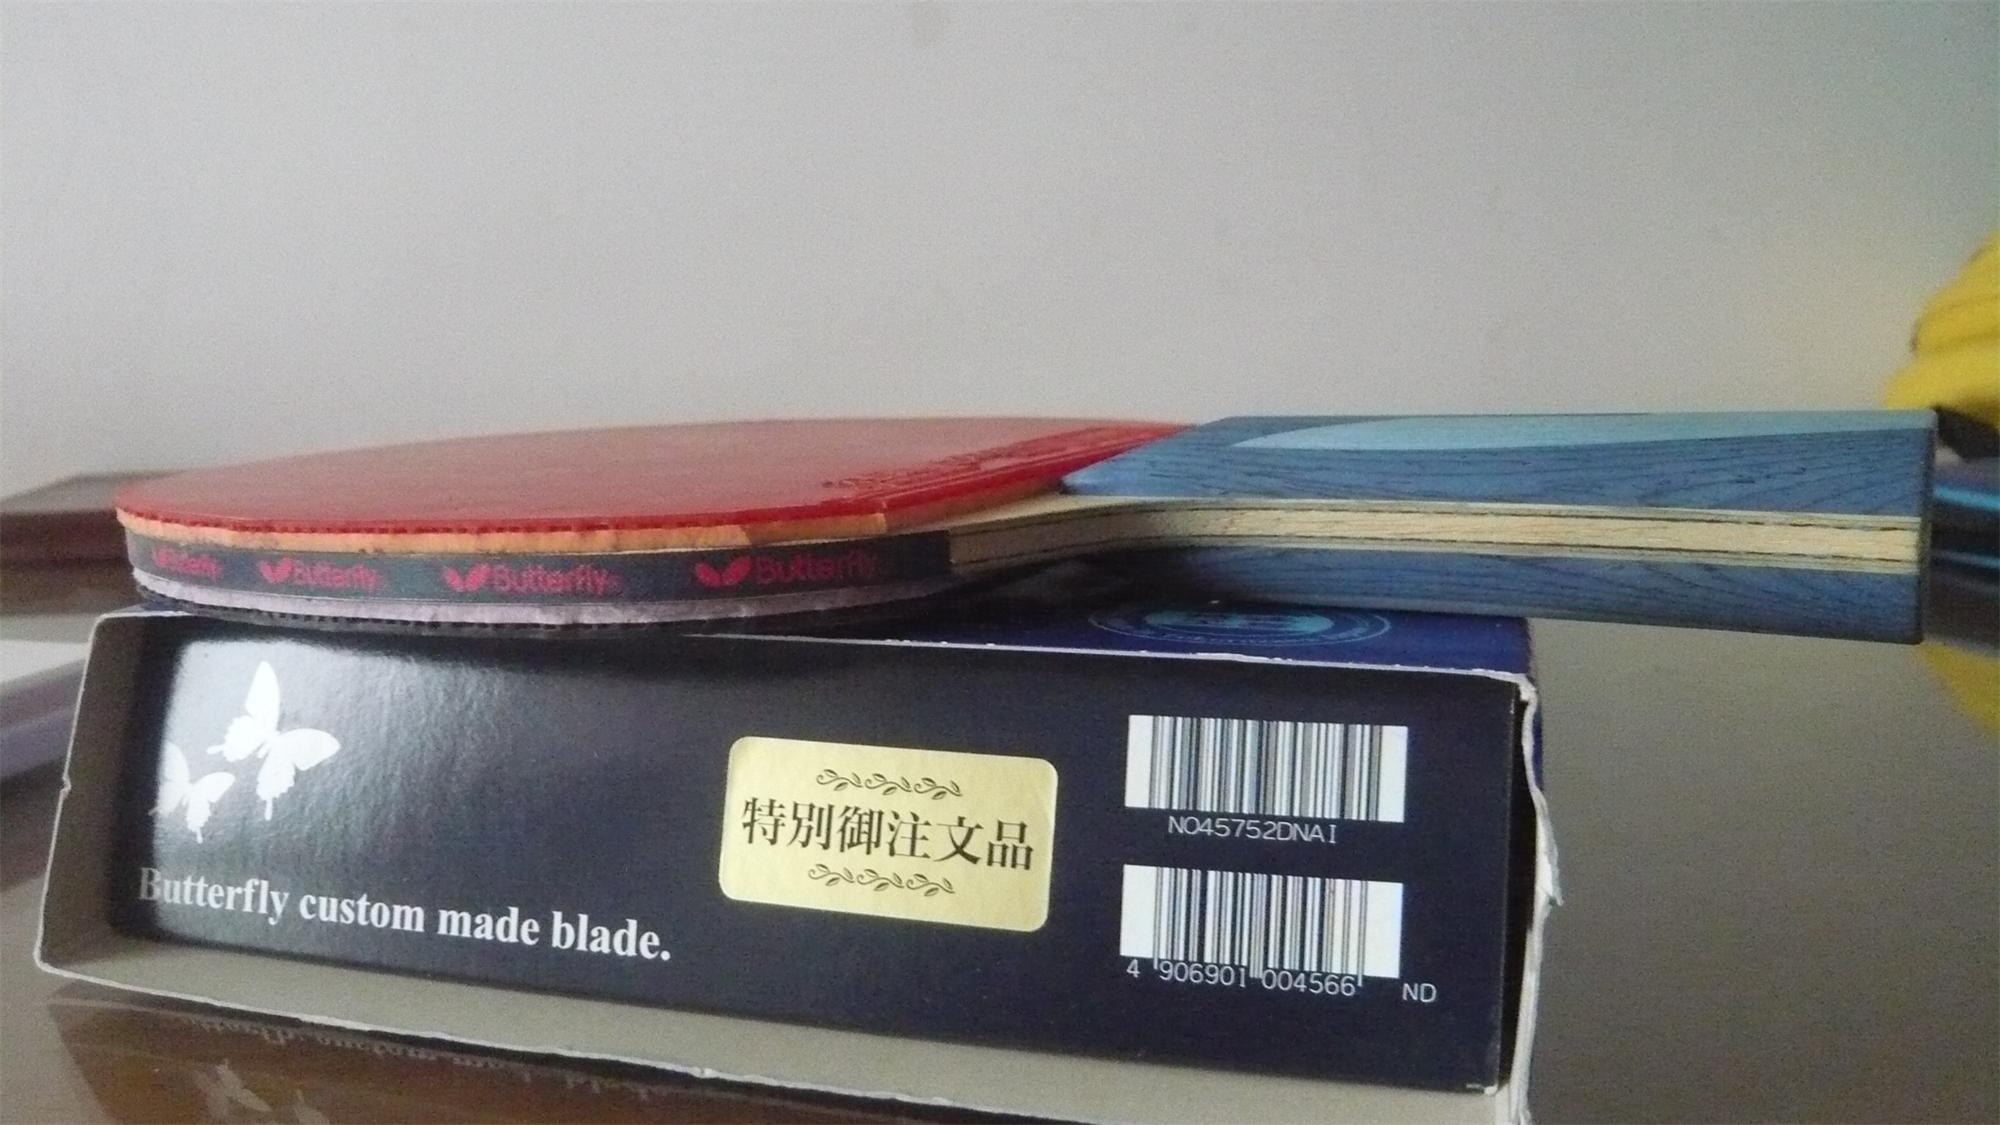 Butterfly
Butterfly
Butterfly
Butterfly
Butterfly custom made blade.
特別御注文品
NO45752DNAI
4 906901 004566
ND